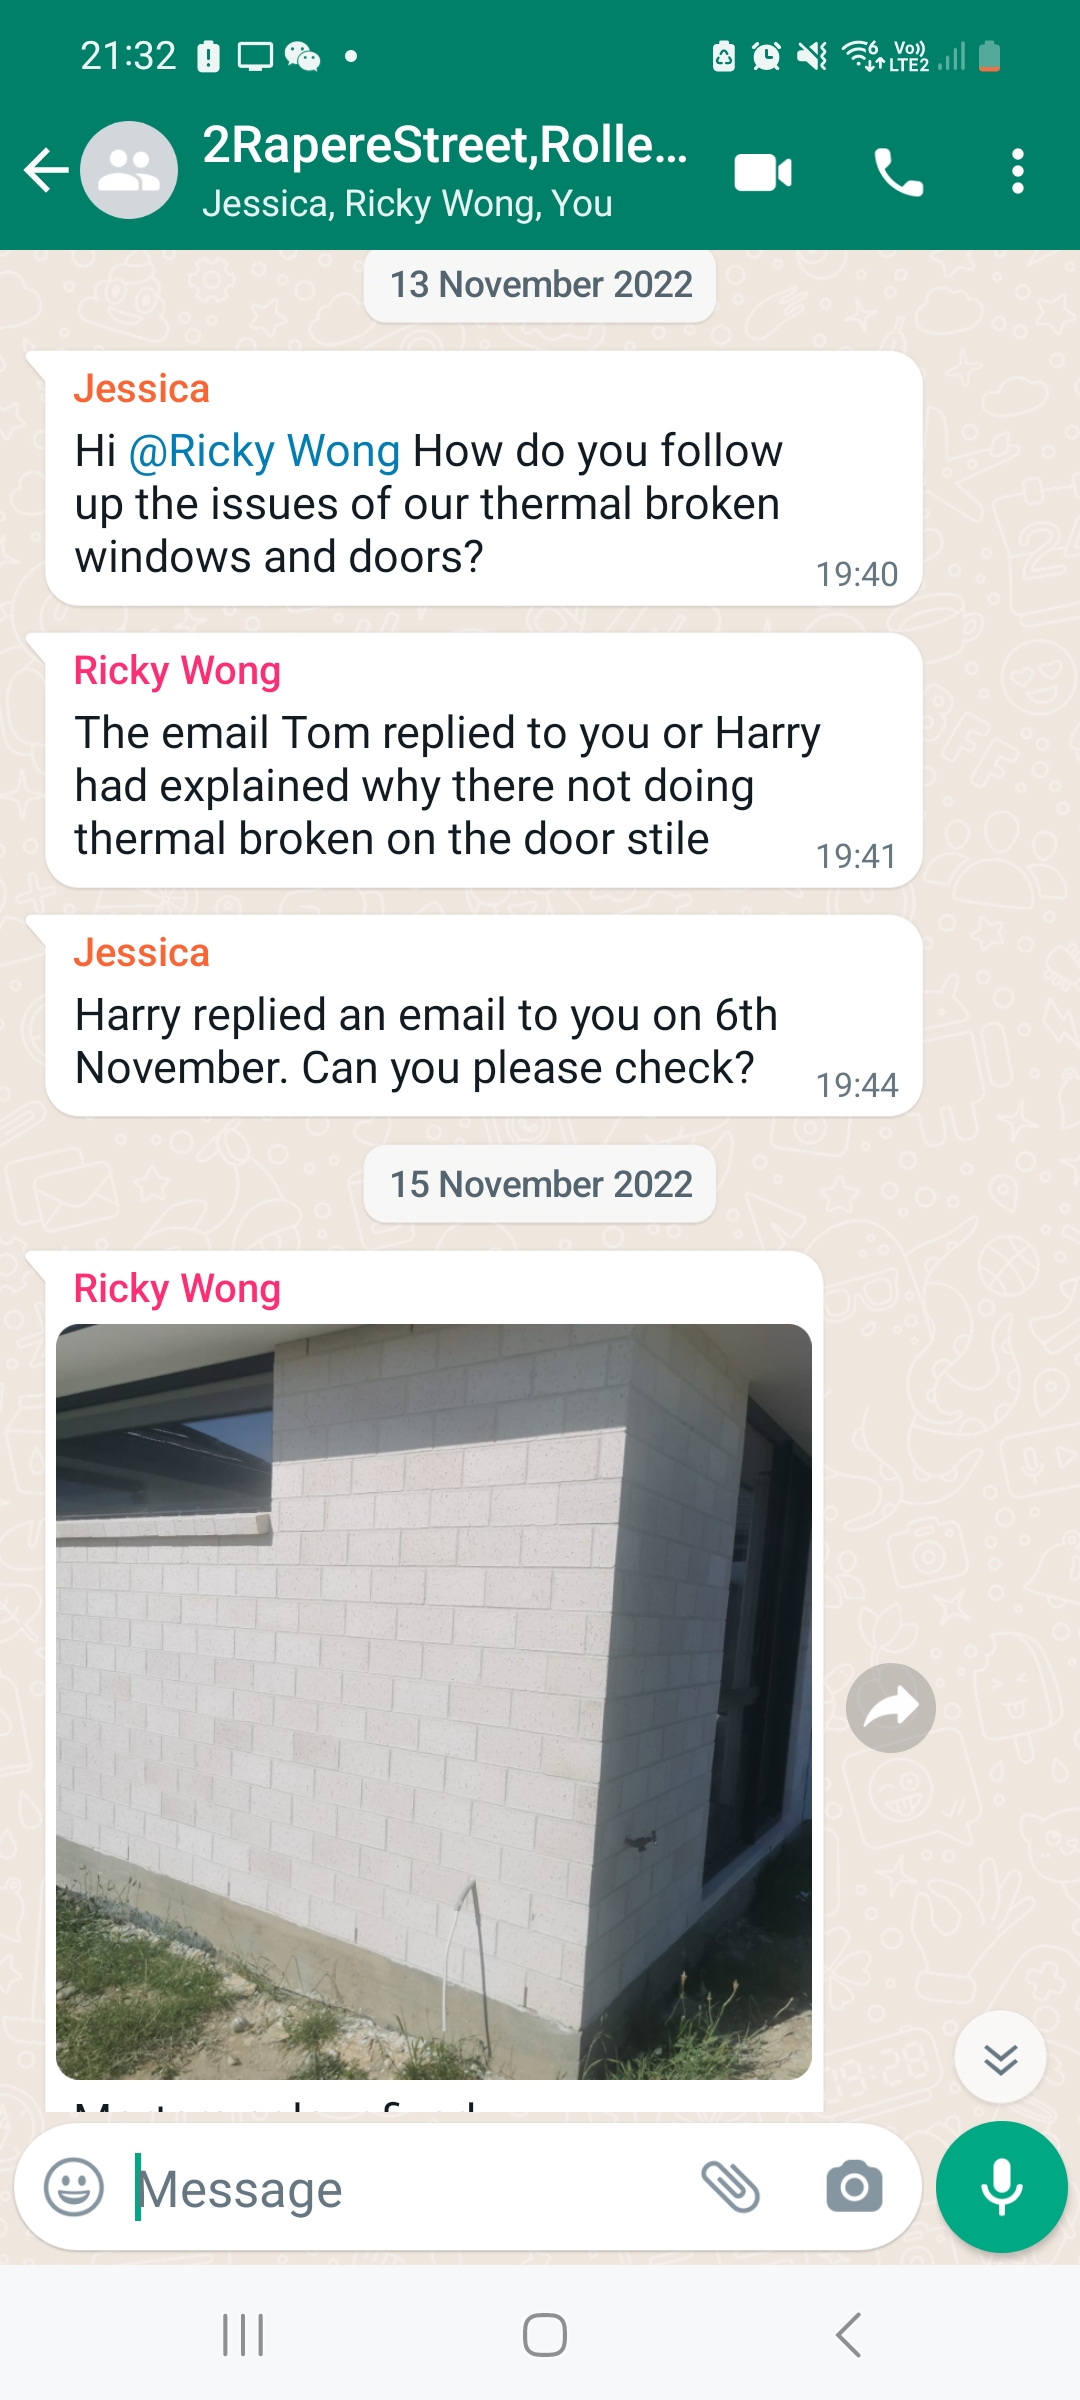 21:32
Vo))
LTE2
6
2RapereStreet,Rolle...
Jessica, Ricky Wong, You
13 November 2022
Jessica
Hi @Ricky Wong How do you follow
up the issues of our thermal broken
windows and doors?
19:40
Ricky Wong
The email Tom replied to you or Harry
had explained why there not doing
thermal broken on the door stile
19:41
Jessica
Harry replied an email to you on 6th
November. Can you please check?
19:44
15 November 2022
Ricky Wong
Message